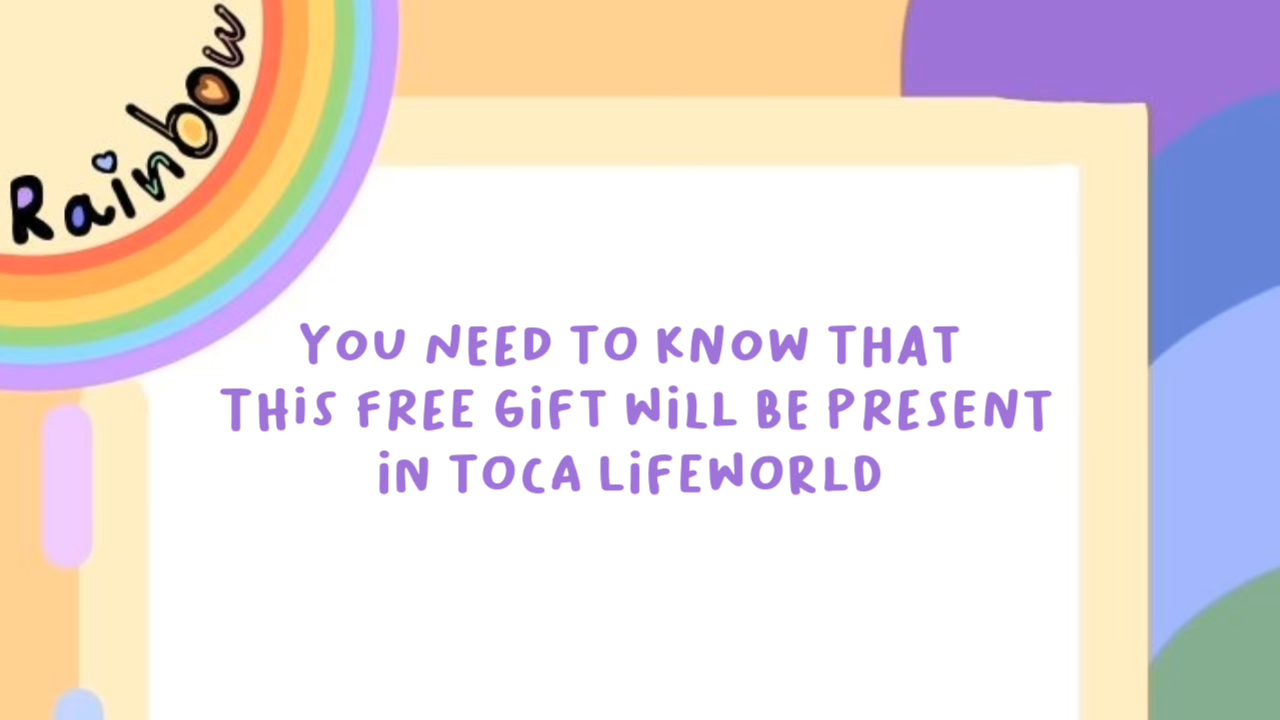 Rainbow
YOU NEED TO KNOW THAT
THiS FREE GiFT WiLL BE PRESENT
iN TOCA LiFEWORLD